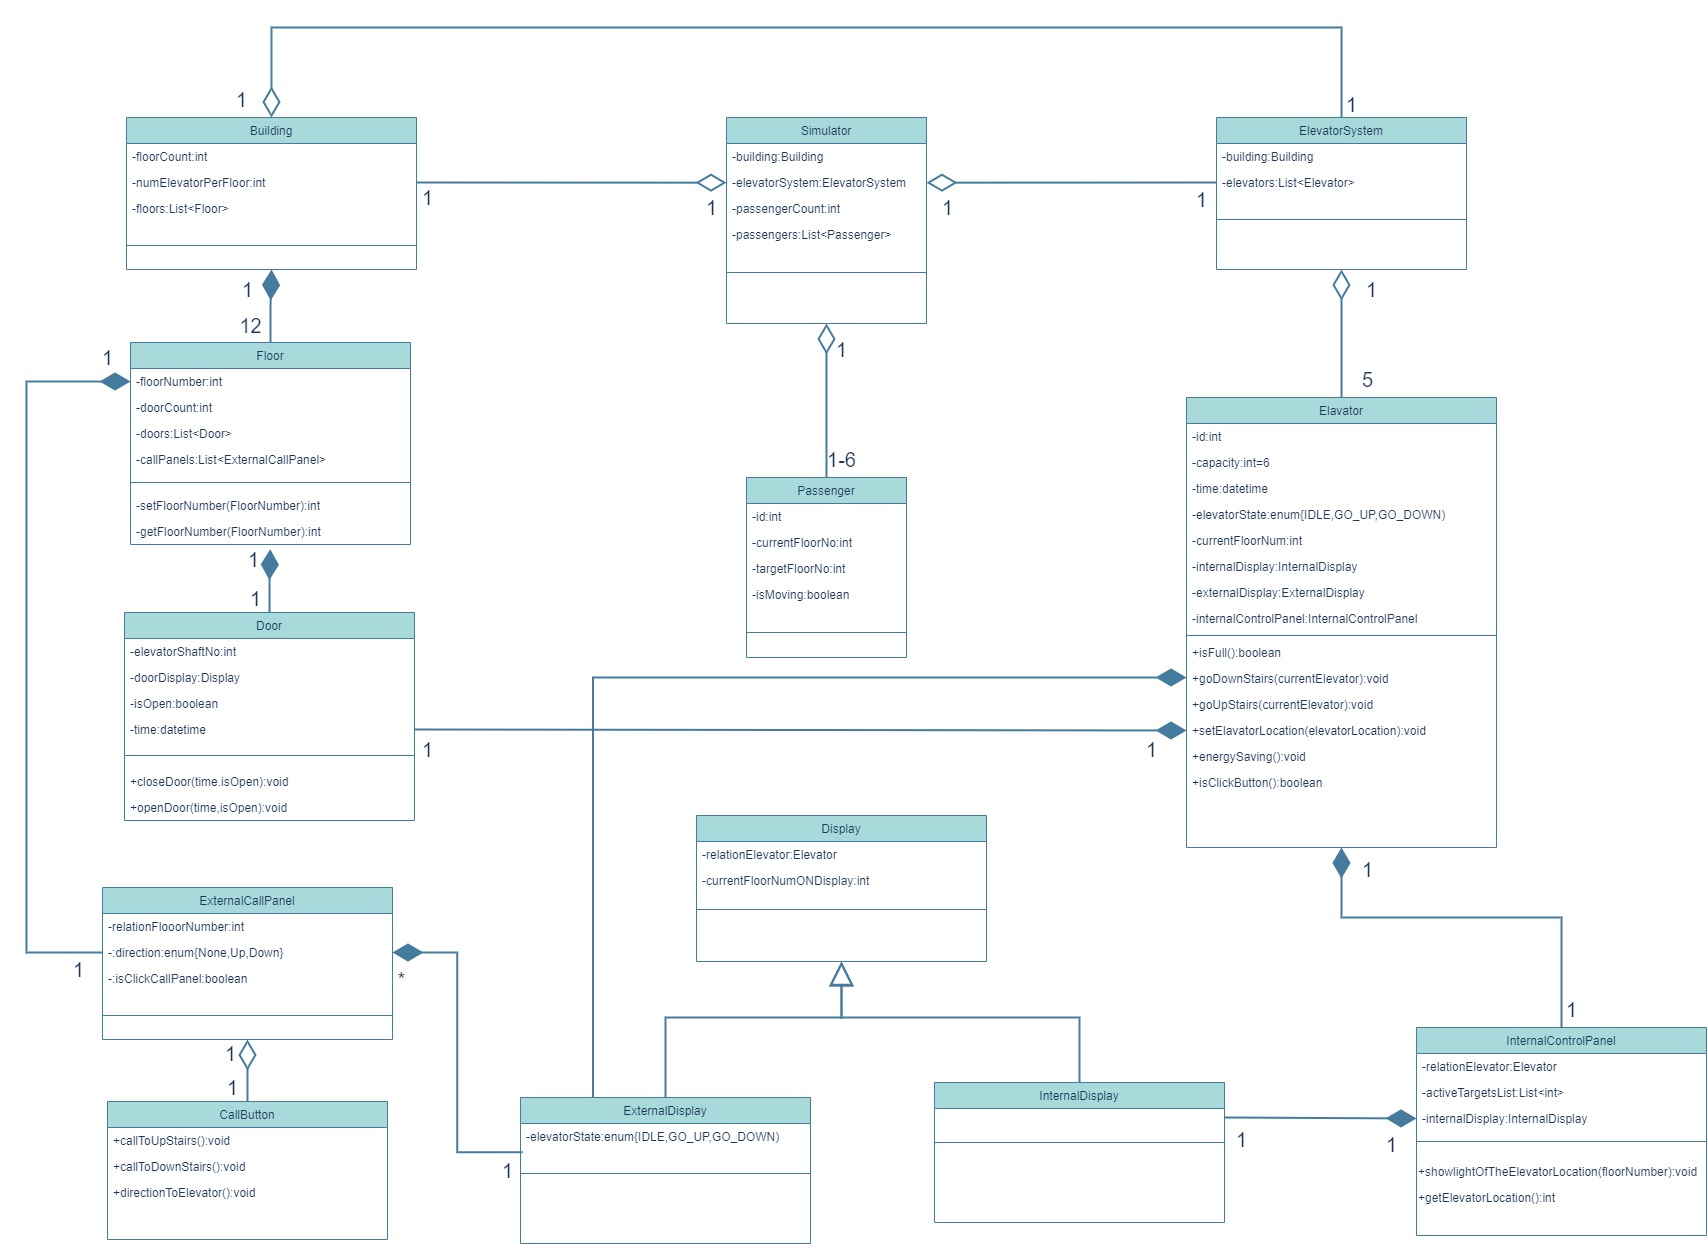 1
1
Building
-floorCount:int
-numElevatorPerFloor:int
-floors:List<Floor>
1
1
Simulator
-building:Building
-elevatorSystem:ElevatorSystem
-passengerCount:int
-passengers:List<Passenger>
1
1
ElevatorSystem
-building:Building
-elevators:List<Elevator>
1
12
1
1-6
1
5
1
Floor
-floorNumber:int
-doorCount:int
-doors:List<Door>
-callPanels:List<ExternalCallPanel>
-setFloorNumber(FloorNumber):int
-getFloorNumber(FloorNumber):int
1
1
Passenger
-id:int
-currentFloorNo:int
-targetFloorNo:int
-isMoving:boolean
Elavator
-id:int
-capacity:int=6
-time:datetime
-elevatorState:enum{IDLE,GO_UP,GO_DOWN)
-currentFloorNum:int
-internalDisplay:InternalDisplay
-externalDisplay:ExternalDisplay
-internalControlPanel:InternalControlPanel
+isFull():boolean
+goDownStairs(currentElevator):void
+goUpStairs(currentElevator):void
+setElavatorLocation(elevatorLocation):void
+energySaving():void
+isClickButton():boolean
Door
-elevatorShaftNo:int
-doorDisplay:Display
-isOpen:boolean
-time:datetime
+closeDoor(time.isOpen):void
+openDoor(time,isOpen):void
1
1
Display
-relationElevator:Elevator
-currentFloorNumONDisplay:int
1
1
ExternalCallPanel
-relationFlooorNumber:int
-:direction:enum{None,Up,Down}
-:isClickCallPanel:boolean
1
*
1
1
CallButton
+callToUpStairs():void
+callToDownStairs():void
+directionToElevator():void
ExternalDisplay
-elevatorState:enum{IDLE,GO_UP,GO_DOWN)
1
InternalDisplay
1
1
InternalControlPanel
-relationElevator:Elevator
-activeTargetsList:List<int>
-internalDisplay:InternalDisplay
+showlightOfTheElevatorLocation(floorNumber):void
+getElevatorLocation():int